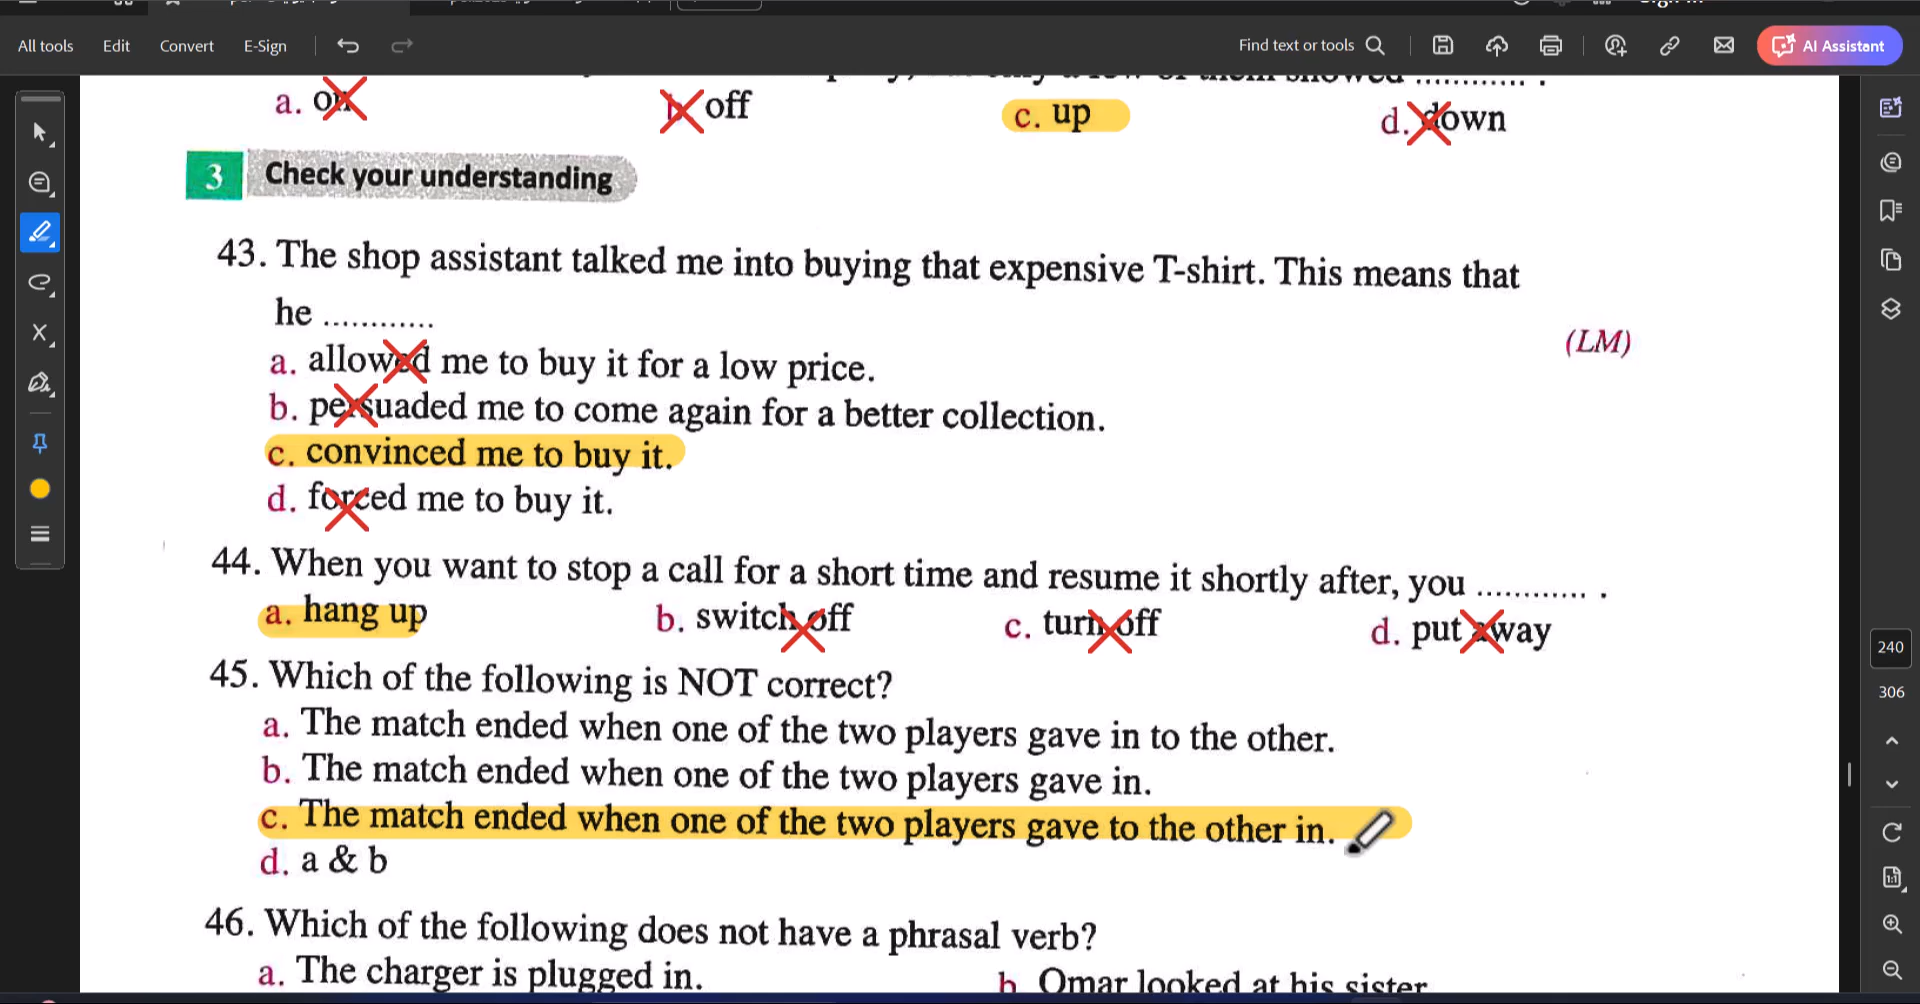 All tools Edit Convert E-Sign Find text or tools AI Assistant
a. on b. off c. up d. down
3 Check your understanding
43. The shop assistant talked me into buying that expensive T-shirt. This means that
he ............
(LM)
a. allowed me to buy it for a low price.
b. persuaded me to come again for a better collection.
c. convinced me to buy it.
d. forced me to buy it.
44. When you want to stop a call for a short time and resume it shortly after, you ............ .
a. hang up b. switch off c. turn off d. put away
45. Which of the following is NOT correct?
a. The match ended when one of the two players gave in to the other.
b. The match ended when one of the two players gave in.
c. The match ended when one of the two players gave to the other in.
d. a & b
46. Which of the following does not have a phrasal verb?
a. The charger is plugged in. b. Omar looked at his sister
240
306